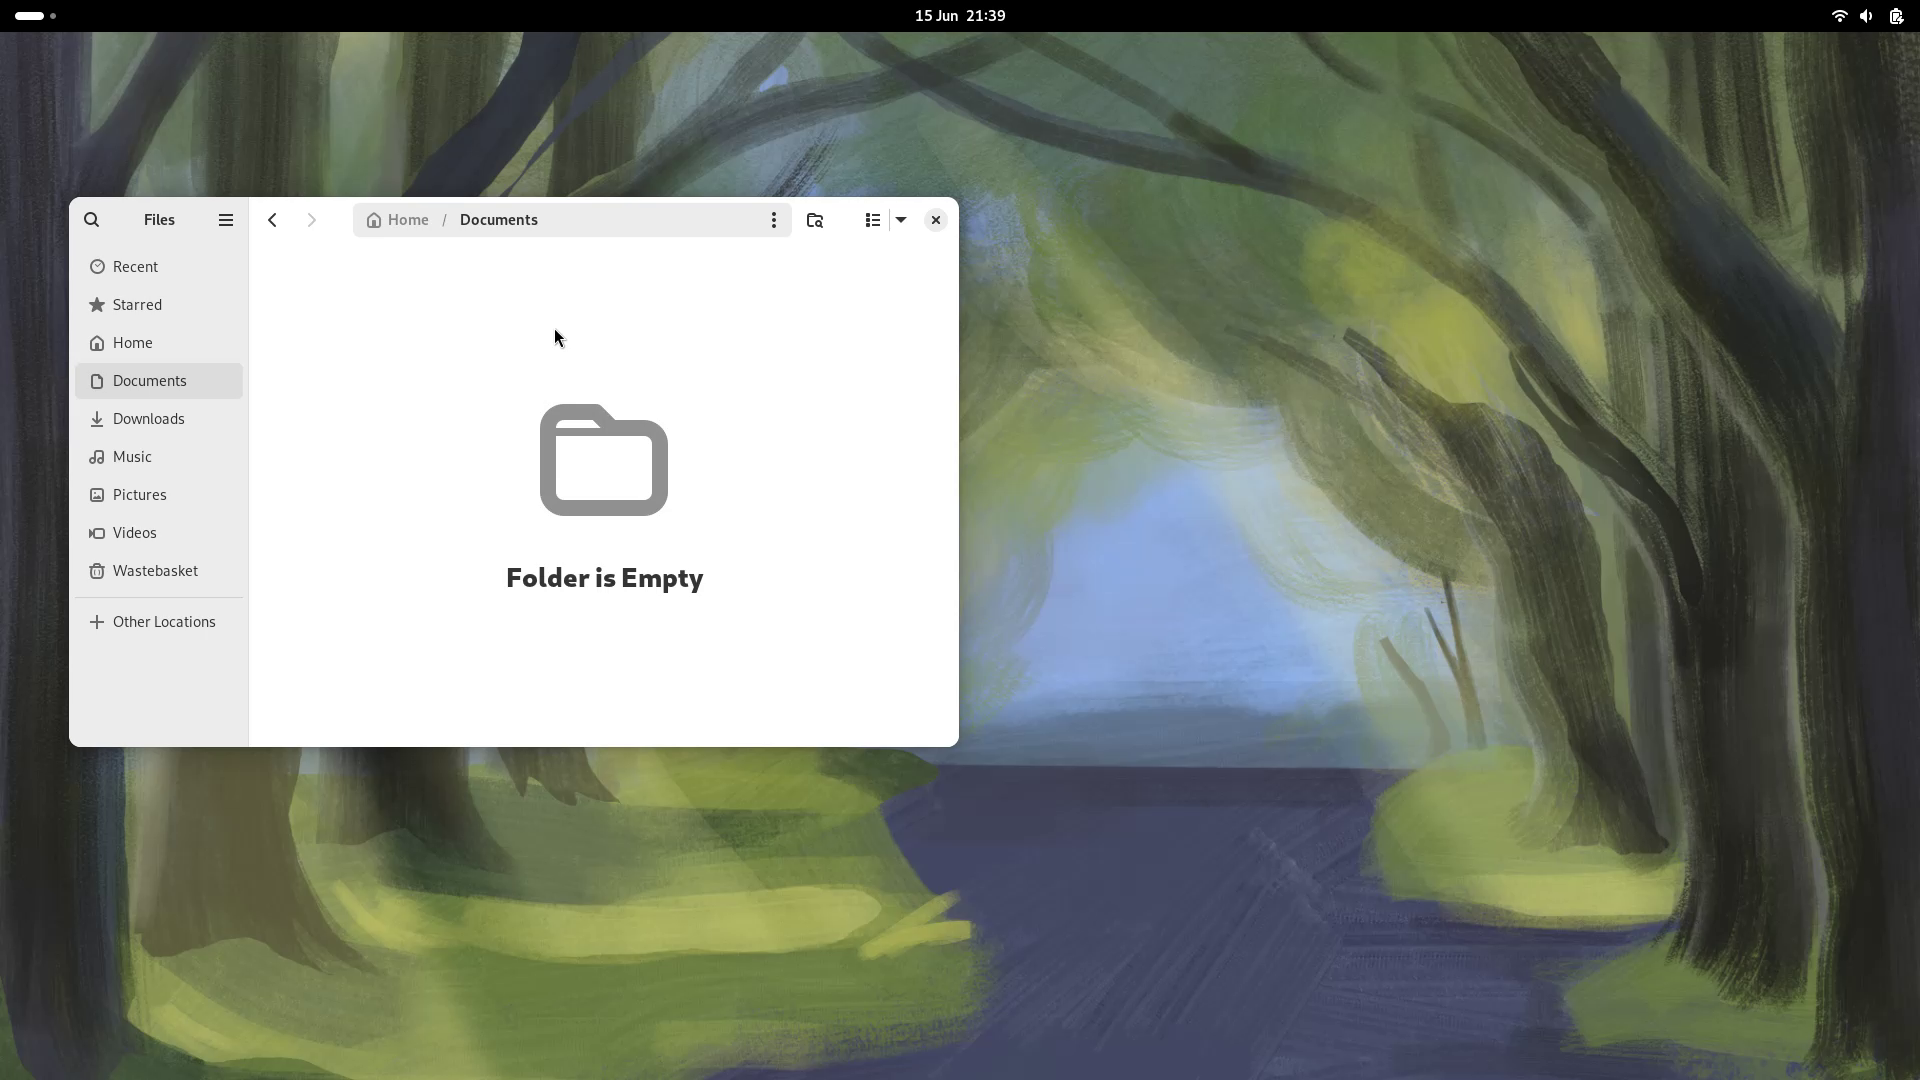 15 Jun 21:39
Files
Home / Documents
Recent
Starred
Home
Documents
Downloads
Music
Pictures
Videos
Wastebasket
Other Locations
Folder is Empty